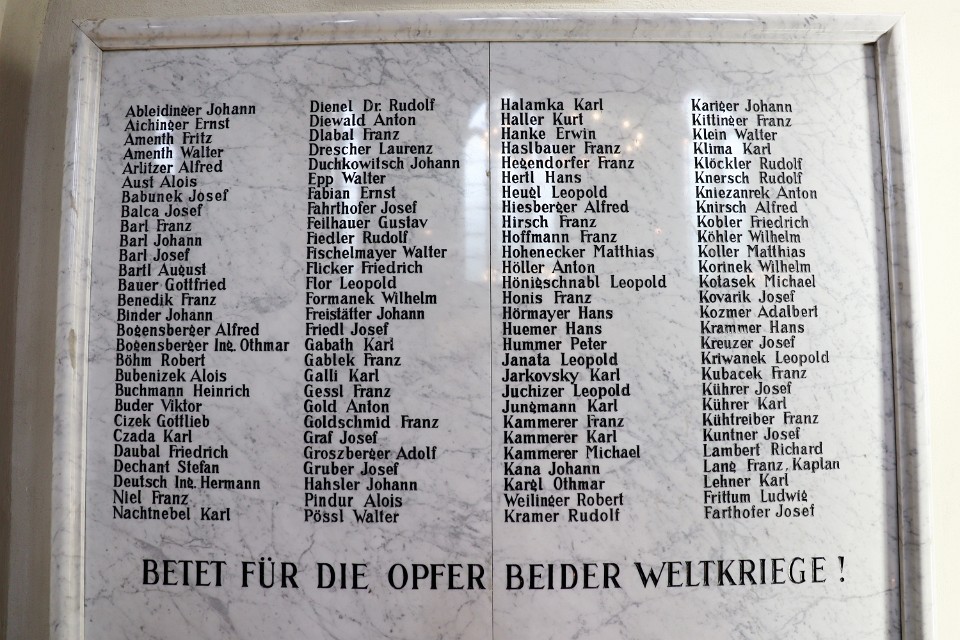 Ableidinger Johann
Aichinger Ernst
Amenth Fritz
Amenth Walter
Arlitzer Alfred
Aust Alois
Babunek Josef
Balca Josef
Barl Franz
Barl Johann
Barl Josef
Bartl August
Bauer Gottfried
Benedik Franz
Binder Johann
Bogensberger Alfred
Bogensberger Ing. Othmar
Böhm Robert
Bubenizek Alois
Buchmann Heinrich
Buder Viktor
Cizek Gottlieb
Czada Karl
Daubal Friedrich
Dechant Stefan
Deutsch Ing. Hermann
Niel Franz
Nachtnebel Karl
Dienel Dr. Rudolf
Diewald Anton
Dlabal Franz
Drescher Laurenz
Duchkowitsch Johann
Epp Walter
Fabian Ernst
Fahrthofer Josef
Feilhauer Gustav
Fiedler Rudolf
Fischelmayer Walter
Flicker Friedrich
Flor Leopold
Formanek Wilhelm
Freistätter Johann
Friedl Josef
Gabath Karl
Gablek Franz
Galli Karl
Gessl Franz
Gold Anton
Goldschmid Franz
Graf Josef
Groszberger Adolf
Gruber Josef
Hahsler Johann
Pindur Alois
Pössl Walter
Halamka Karl
Haller Kurt
Hanke Erwin
Haslbauer Franz
Hegendorfer Franz
Hertl Hans
Heugl Leopold
Hiesberger Alfred
Hirsch Franz
Hoffmann Franz
Hohenecker Matthias
Höller Anton
Hönigschnabl Leopold
Honis Franz
Hörmayer Hans
Huemer Hans
Hummer Peter
Janata Leopold
Jarkovsky Karl
Juchizer Leopold
Jungmann Karl
Kammerer Franz
Kammerer Karl
Kammerer Michael
Kana Johann
Kargl Othmar
Weilinger Robert
Kramer Rudolf
Kariger Johann
Kittinger Franz
Klein Walter
Klima Karl
Klöckler Rudolf
Knersch Rudolf
Kniezanrek Anton
Knirsch Alfred
Kobler Friedrich
Köhler Wilhelm
Koller Matthias
Korinek Wilhelm
Kotasek Michael
Kovarik Josef
Kozmer Adalbert
Krammer Hans
Kreuzer Josef
Kriwanek Leopold
Kubacek Franz
Kührer Josef
Kührer Karl
Kühtreiber Franz
Kuntner Josef
Lambert Richard
Lang Franz, Kaplan
Lehner Karl
Frittum Ludwig
Farthofer Josef
BETET FÜR DIE OPFER BEIDER WELTKRIEGE !